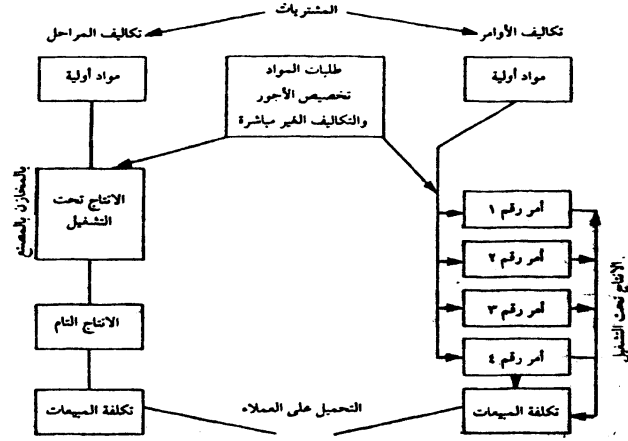 المشتريات
تكاليف الأوامر
تكاليف المراحل
مواد أولية
طلبات المواد
تخصيص الأجور
والتكاليف الغير مباشرة
مواد أولية
بالمخازن بالمصنع
الانتاج تحت
التشغيل
أمر رقم ١
أمر رقم ٢
أمر رقم ٣
أمر رقم ٤
الانتاج تحت التشغيل
الانتاج التام
تكلفة المبيعات
التحميل على العملاء
تكلفة المبيعات